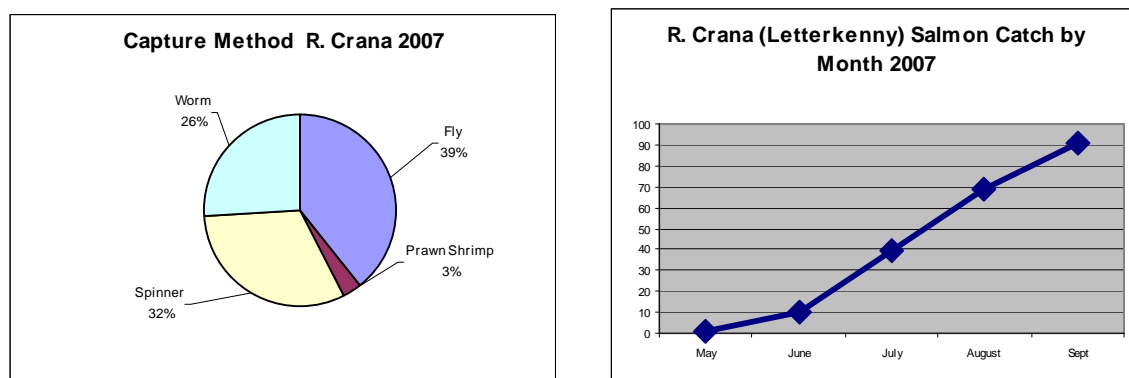 Capture Method R. Crana 2007
Worm
26%
Fly
39%
Prawn Shrimp
3%
Spinner
32%
R. Crana (Letterkenny) Salmon Catch by
Month 2007
100
90
80
70
60
50
40
30
20
10
0
May June July August Sept